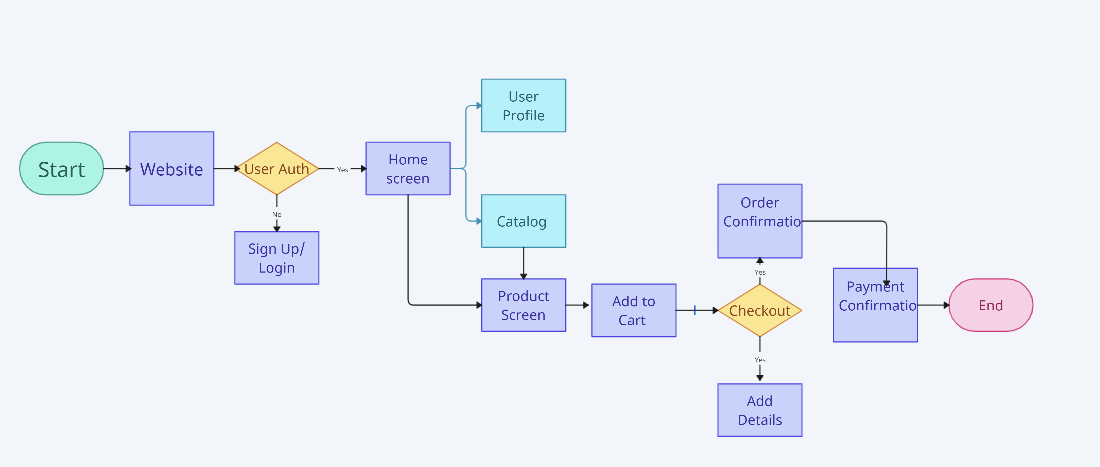 Start
Website
User Auth
Yes
No
Sign Up/
Login
Home
screen
User
Profile
Catalog
Product
Screen
Add to
Cart
Checkout
Yes
Order
Confirmatio
Yes
Add
Details
Payment
Confirmatio
End